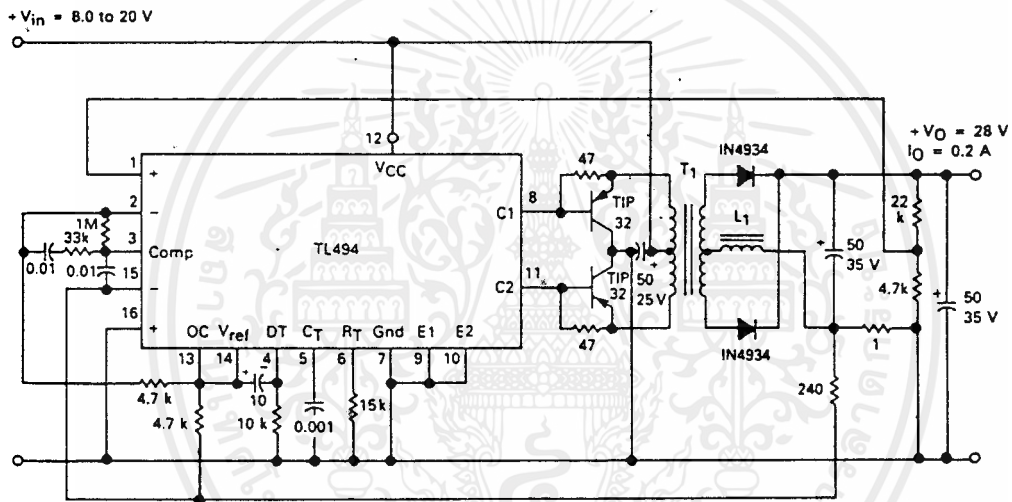 + Vin = 8.0 to 20 V
12
VCC
1
+
2
−
1M
33k
3
Comp
0.01
0.01
15
−
16
+
TL494
C1
8
C2
11
47
TIP
32
TIP
32
47
50
25 V
T1
L1
IN4934
IN4934
+VO = 28 V
IO = 0.2 A
22
k
4.7k
+
50
35 V
+
50
35 V
1
240
OC
Vref
DT
CT
RT
Gnd
E1
E2
13
14
4
5
6
7
9
10
+
−
10
4.7 k
4.7 k
10 k
0.001
15 k